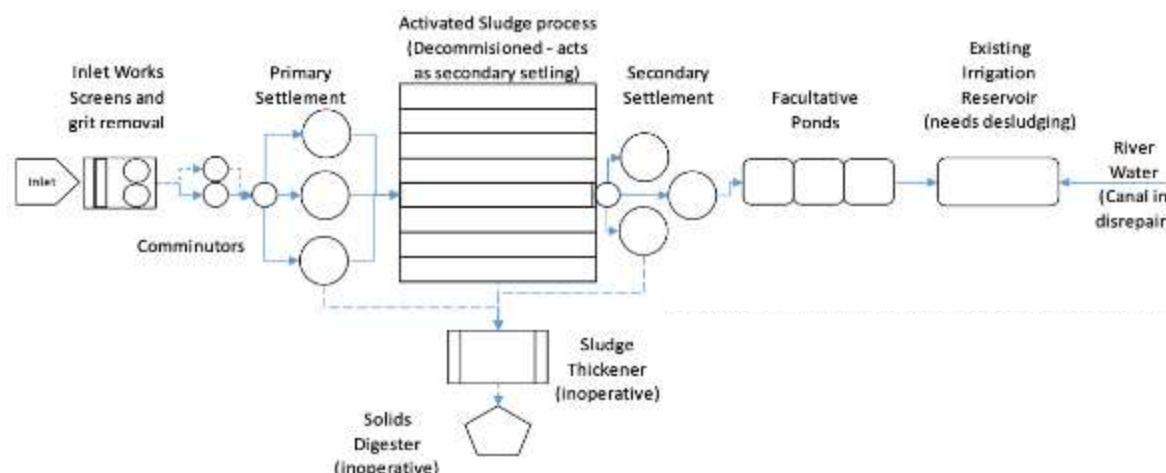 Activated Sludge process
(Decommisioned - acts
as secondary setling)
Inlet Works
Screens and
grit removal
Primary
Settlement
Secondary
Settlement
Facultative
Ponds
Existing
Irrigation
Reservoir
(needs desludging)
River
Water
(Canal in
disrepair
Inlet
Comminutors
Sludge
Thickener
(inoperative)
Solids
Digester
(inoperative)